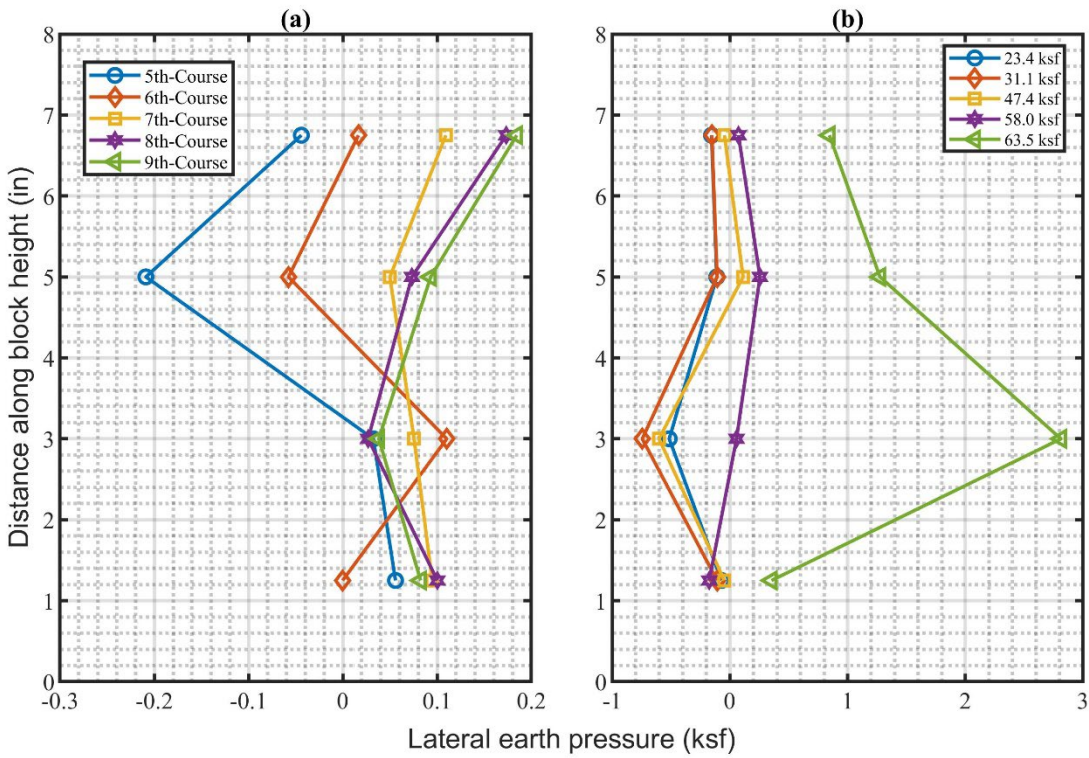 (a)
(b)
8
7
6
5
4
3
2
1
0
-0.3
-0.2
-0.1
0
0.1
0.2
5th-Course
6th-Course
7th-Course
8th-Course
9th-Course
8
7
6
5
4
3
2
1
0
-1
0
1
2
3
23.4 ksf
31.1 ksf
47.4 ksf
58.0 ksf
63.5 ksf
Distance along block height (in)
Lateral earth pressure (ksf)